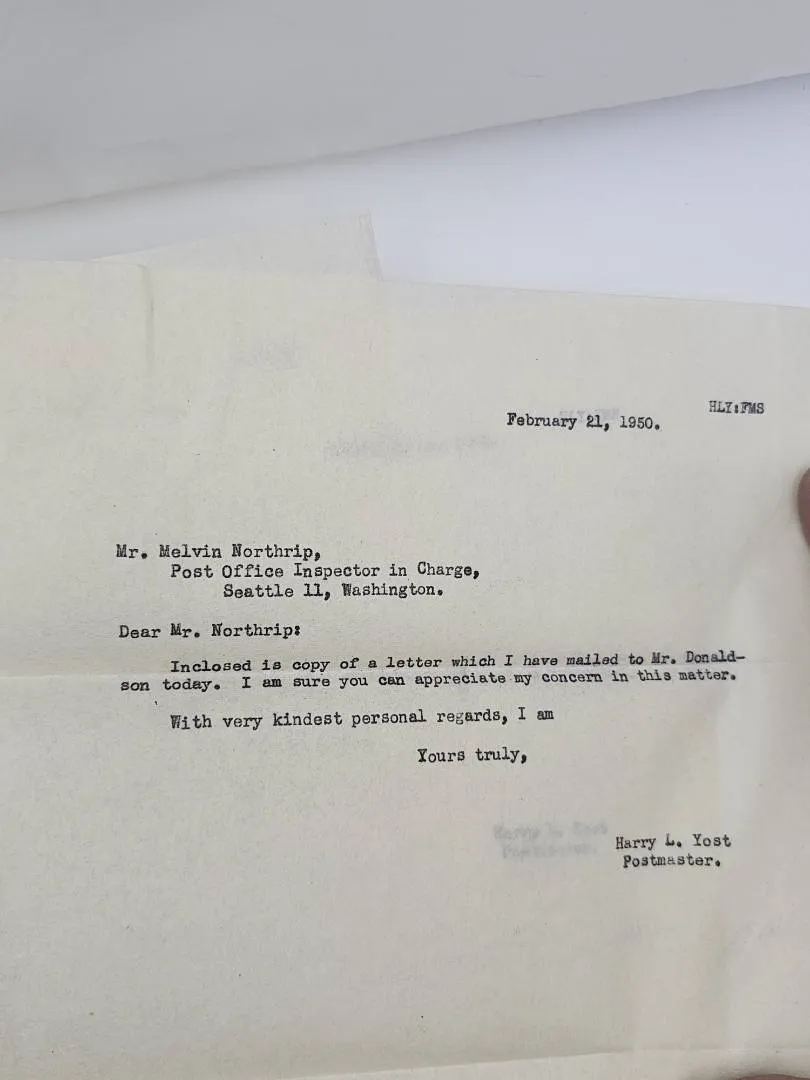 HLY:FMS
February 21, 1950.
Mr. Melvin Northrip,
Post Office Inspector in Charge,
Seattle 11, Washington.
Dear Mr. Northrip:
Inclosed is copy of a letter which I have mailed to Mr. Donald-
son today. I am sure you can appreciate my concern in this matter.
With very kindest personal regards, I am
Yours truly,
Harry L. Yost
Postmaster.